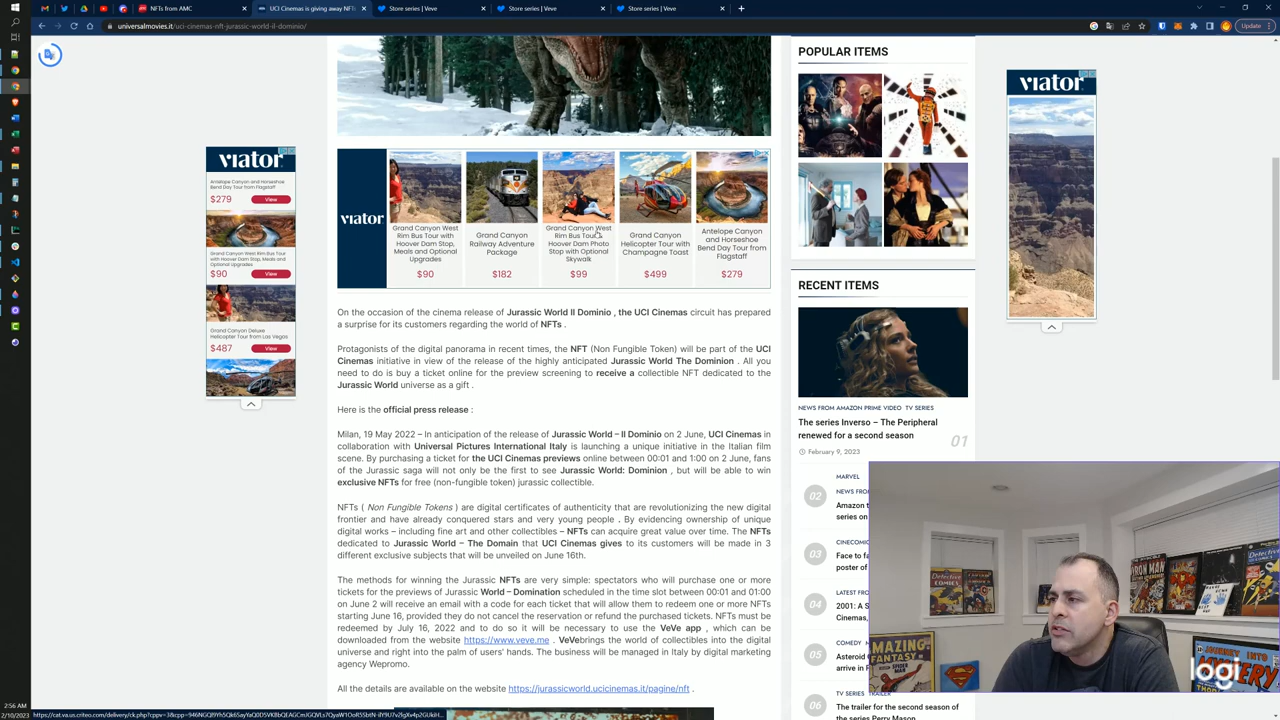 NFTs from AMC
UCI Cinemas is giving away NFTs
Store series | Veve
Store series | Veve
Store series | Veve
universalmovies.it/uci-cinemas-nft-jurassic-world-il-dominio/
Update
viator
Antelope Canyon and Horseshoe
Bend Day Tour from Flagstaff
$279
View
Grand Canyon West Rim Bus Tour
with Hoover Dam Stop, Meals and
Optional Upgrades
$90
View
Grand Canyon Deluxe
Helicopter Tour from Las Vegas
$487
View
viator
Grand Canyon West
Rim Bus Tour with
Hoover Dam Stop,
Meals and Optional
Upgrades
$90
Grand Canyon
Railway Adventure
Package
$182
Grand Canyon West
Rim Bus Tour
Hoover Dam Photo
Stop with Optional
Skywalk
$99
Grand Canyon
Helicopter Tour with
Champagne Toast
$499
Antelope Canyon
and Horseshoe
Bend Day Tour from
Flagstaff
$279
On the occasion of the cinema release of Jurassic World Il Dominio , the UCI Cinemas circuit has prepared
a surprise for its customers regarding the world of NFTs .
Protagonists of the digital panorama in recent times, the NFT (Non Fungible Token) will be part of the UCI
Cinemas initiative in view of the release of the highly anticipated Jurassic World The Dominion . All you
need to do is buy a ticket online for the preview screening to receive a collectible NFT dedicated to the
Jurassic World universe as a gift .
Here is the official press release :
Milan, 19 May 2022 – In anticipation of the release of Jurassic World – Il Dominio on 2 June, UCI Cinemas in
collaboration with Universal Pictures International Italy is launching a unique initiative in the Italian film
scene. By purchasing a ticket for the UCI Cinemas previews online between 00:01 and 1:00 on 2 June, fans
of the Jurassic saga will not only be the first to see Jurassic World: Dominion , but will be able to win
exclusive NFTs for free (non-fungible token) jurassic collectible.
NFTs ( Non Fungible Tokens ) are digital certificates of authenticity that are revolutionizing the new digital
frontier and have already conquered stars and very young people . By evidencing ownership of unique
digital works – including fine art and other collectibles – NFTs can acquire great value over time. The NFTs
dedicated to Jurassic World – The Domain that UCI Cinemas gives to its customers will be made in 3
different exclusive subjects that will be unveiled on June 16th.
The methods for winning the Jurassic NFTs are very simple: spectators who will purchase one or more
tickets for the previews of Jurassic World – Domination scheduled in the time slot between 00:01 and 01:00
on June 2 will receive an email with a code for each ticket that will allow them to redeem one or more NFTs
starting June 16, provided they do not cancel the reservation or refund the purchased tickets. NFTs must be
redeemed by July 16, 2022 and to do so it will be necessary to use the VeVe app , which can be
downloaded from the website https://www.veve.me . VeVebrings the world of collectibles into the digital
universe and right into the palm of users' hands. The business will be managed in Italy by digital marketing
agency Wepromo.
All the details are available on the website https://jurassicworld.ucicinemas.it/pagine/nft .
POPULAR ITEMS
RECENT ITEMS
NEWS FROM AMAZON PRIME VIDEO TV SERIES
The series Inverso – The Peripheral
renewed for a second season
01
February 9, 2023
02
MARVEL
NEWS FROM
Amazon t
series on
03
CINECOMIC
Face to fa
poster of
04
LATEST FRO
2001: A S
Cinemas,
05
COMEDY
Asteroid
arrive in
06
TV SERIES TRAILER
The trailer for the second season of
the series Perry Mason
viator
Detective
COMICS
IRON MAN
Detective
AMAZING
FANTASY
SPIDER
MAN
JOURNEY INTO
MYSTERY
logi
2:56 AM
2/10/2023